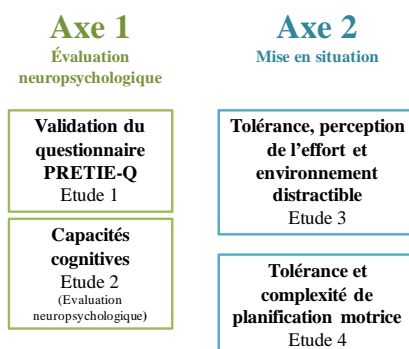 Axe 1
Évaluation
neuropsychologique
Validation du
questionnaire
PRETIE-Q
Etude 1
Capacités
cognitives
Etude 2
(Evaluation
neuropsychologique)
Axe 2
Mise en situation
Tolérance, perception
de l'effort et
environnement
distractible
Etude 3
Tolérance et
complexité de
planification motrice
Etude 4